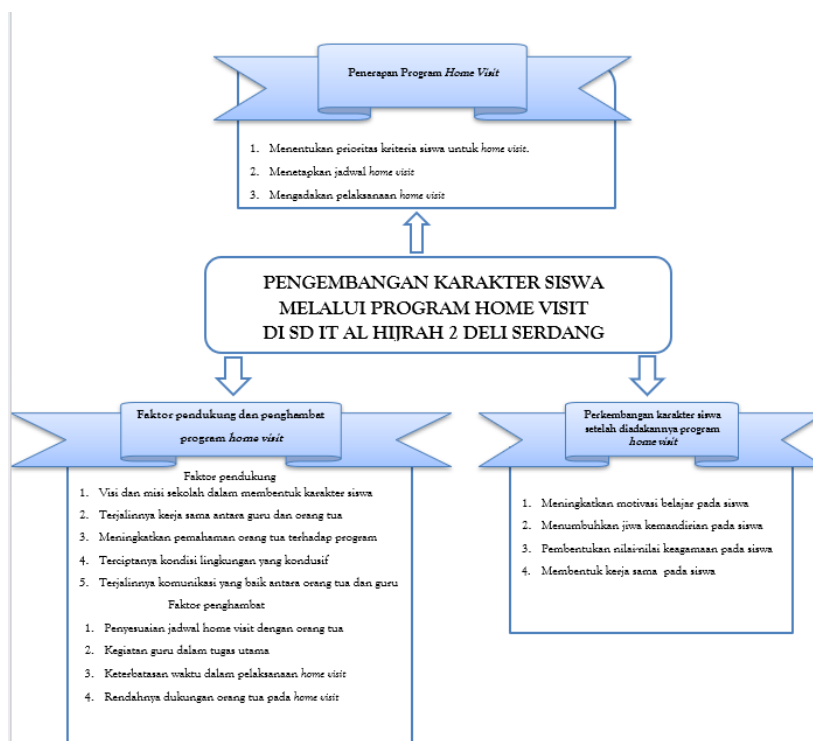 Penerapan Program Home Visit
1. Menentukan prioritas kriteria siswa untuk home visit.
2. Menetapkan jadwal home visit
3. Mengadakan pelaksanaan home visit
PENGEMBANGAN KARAKTER SISWA
MELALUI PROGRAM HOME VISIT
DI SD IT AL HIJRAH 2 DELI SERDANG
Faktor pendukung dan penghambat
program home visit
Faktor pendukung
1. Visi dan misi sekolah dalam membentuk karakter siswa
2. Terjalinnya kerja sama antara guru dan orang tua
3. Meningkatkan pemahaman orang tua terhadap program
4. Terciptanya kondisi lingkungan yang kondusif
5. Terjalinnya komunikasi yang baik antara orang tua dan guru
Faktor penghambat
1. Penyesuaian jadwal home visit dengan orang tua
2. Kegiatan guru dalam tugas utama
3. Keterbatasan waktu dalam pelaksanaan home visit
4. Rendahnya dukungan orang tua pada home visit
Perkembangan karakter siswa
setelah diadakannya program
home visit
1. Meningkatkan motivasi belajar pada siswa
2. Menumbuhkan jiwa kemandirian pada siswa
3. Pembentukan nilai-nilai keagamaan pada siswa
4. Membentuk kerja sama pada siswa